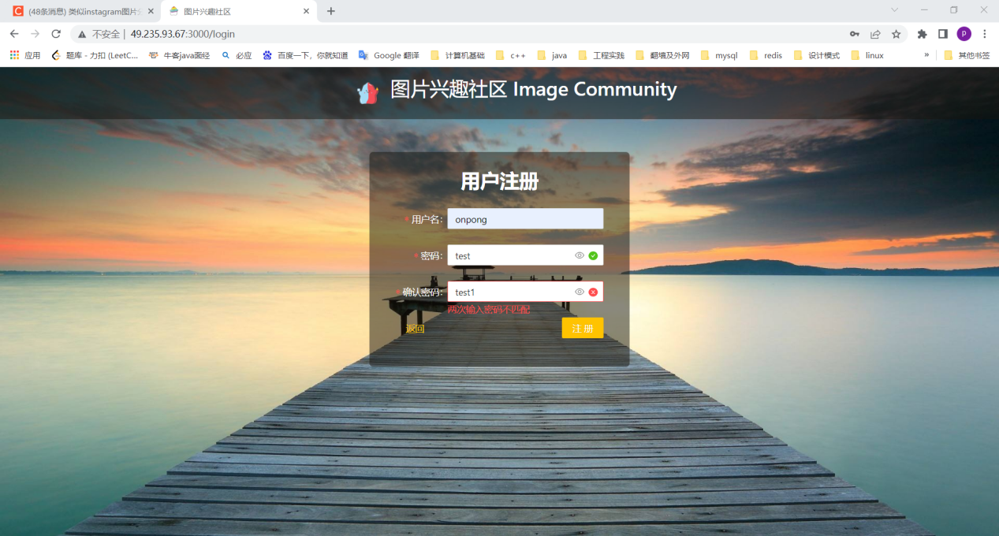 (48条消息) 类似instagram图片分
图片兴趣社区
不安全 | 49.235.93.67:3000/login
P
应用 题库 - 力扣 (LeetC... 牛客java面经 必应 百度一下，你就知道 Google 翻译 计算机基础 c++ java 工程实践 翻墙及外网 mysql redis 设计模式 linux » 其他书签
图片兴趣社区 Image Community
用户注册
* 用户名: onpong
* 密码: test
* 确认密码: test1
两次输入密码不匹配
返回 注 册